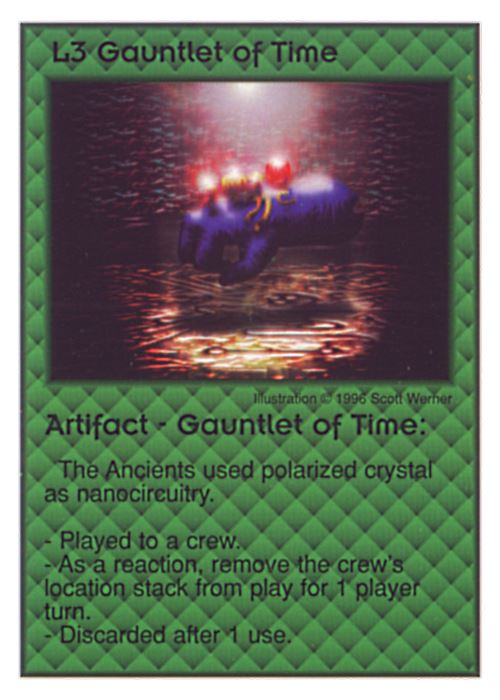 L3 Gauntlet of Time
Illustration © 1996 Scott Werner
Artifact - Gauntlet of Time:
The Ancients used polarized crystal
as nanocircuitry.
- Played to a crew.
- As a reaction, remove the crew's
location stack from play for 1 player
turn.
- Discarded after 1 use.